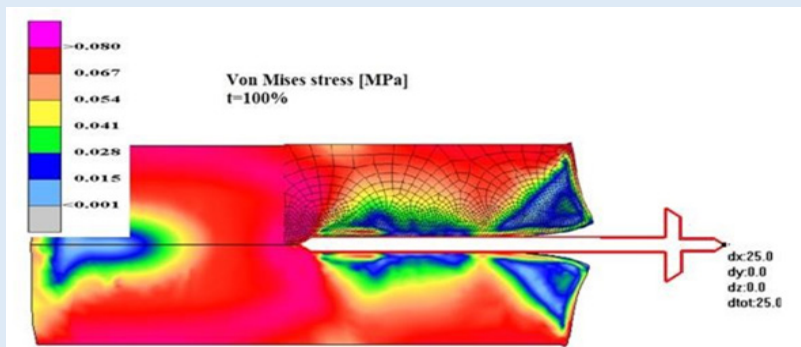 >0.080
0.067
0.054
0.041
0.028
0.015
<0.001
Von Mises stress [MPa]
t=100%
dx:25.0
dy:0.0
dz:0.0
dtot:25.0